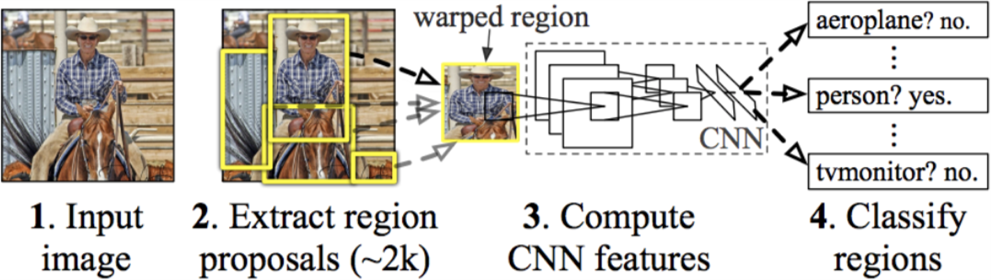 warped region
aeroplane? no.
person? yes.
CNN
tvmonitor? no.
1. Input image
2. Extract region proposals (~2k)
3. Compute CNN features
4. Classify regions